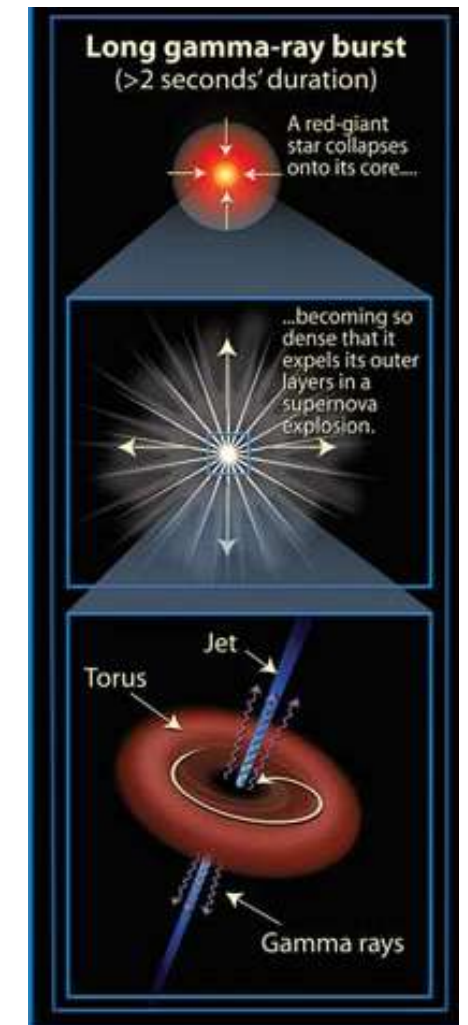 Long gamma-ray burst
(>2 seconds' duration)
A red-giant
star collapses
onto its core....
...becoming so
dense that it
expels its outer
layers in a
supernova
explosion.
Jet
Torus
Gamma rays